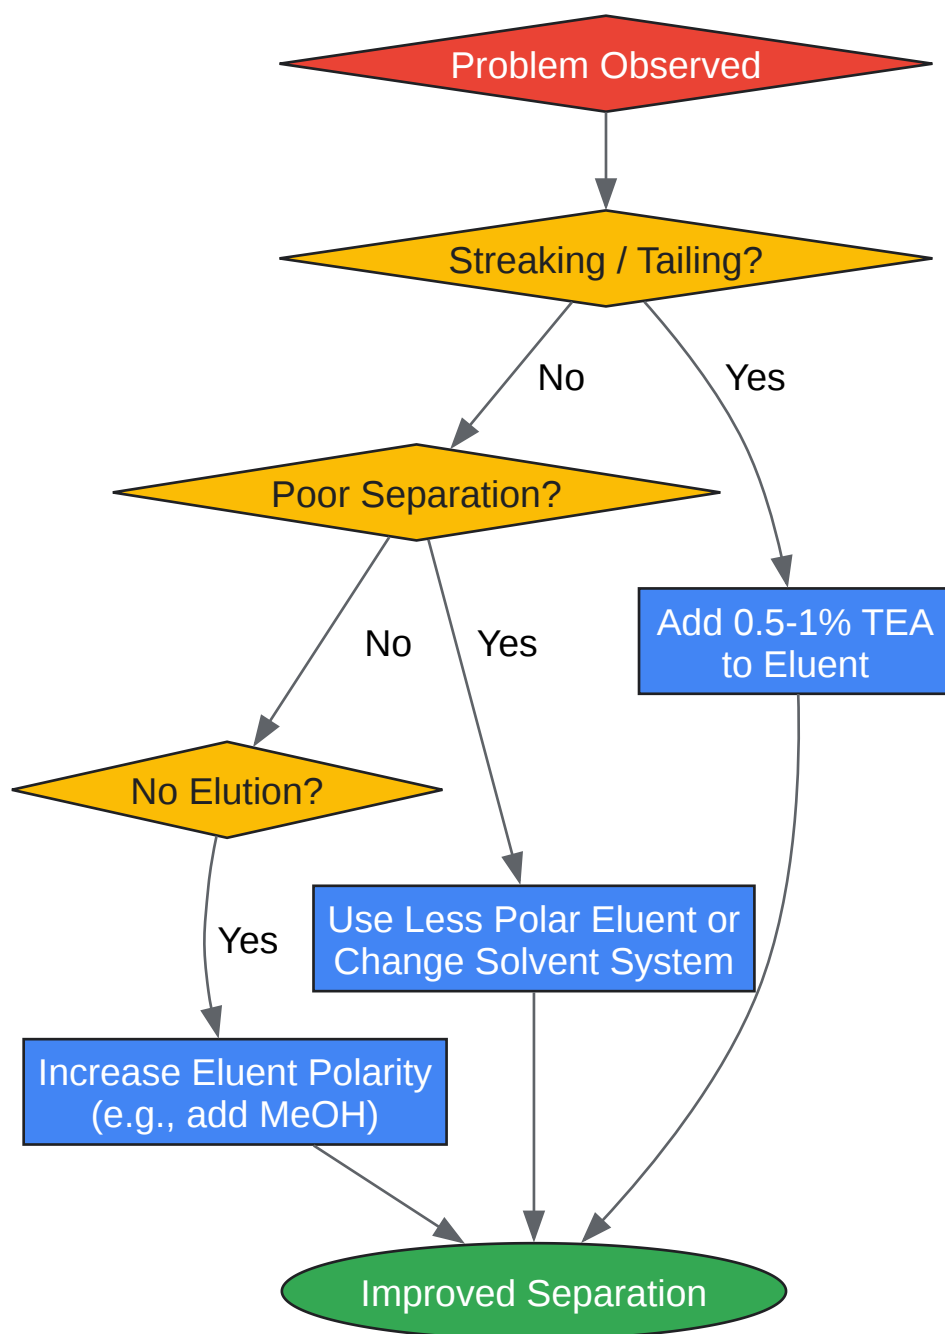 Problem Observed
Streaking / Tailing?
No
Yes
Poor Separation?
Add 0.5-1% TEA
to Eluent
No
Yes
No Elution?
Use Less Polar Eluent or
Change Solvent System
Yes
Increase Eluent Polarity
(e.g., add MeOH)
Improved Separation